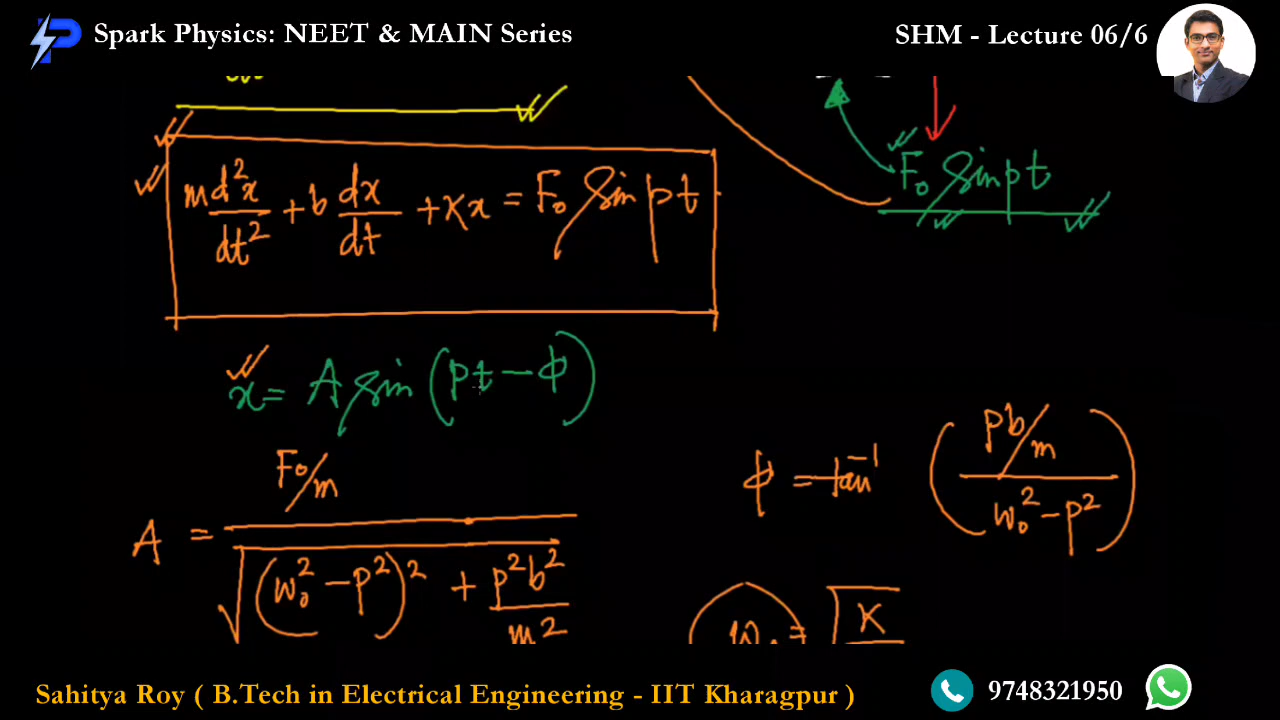 Spark Physics: NEET & MAIN Series
SHM - Lecture 06/6
F₀ Sin pt
m d²x/dt² + b dx/dt + Kx = F₀ Sin pt
x = A sin (pt − ϕ)
A = F₀/m / √((ω₀² − p²)² + p²b²/m²)
ϕ = tan⁻¹ (pb/m / ω₀² − p²)
K
Sahitya Roy ( B.Tech in Electrical Engineering - IIT Kharagpur )
9748321950